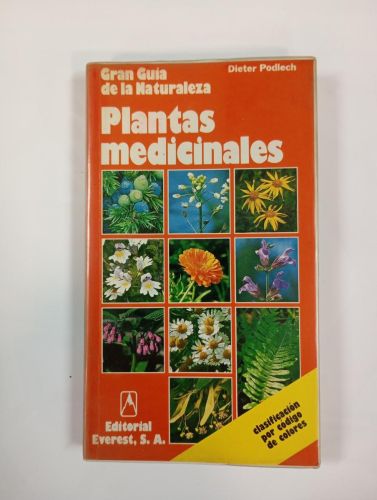 Gran Guía
de la Naturaleza
Dieter Podlech
Plantas
medicinales
Editorial
Everest, S. A.
clasificación
por código
de colores